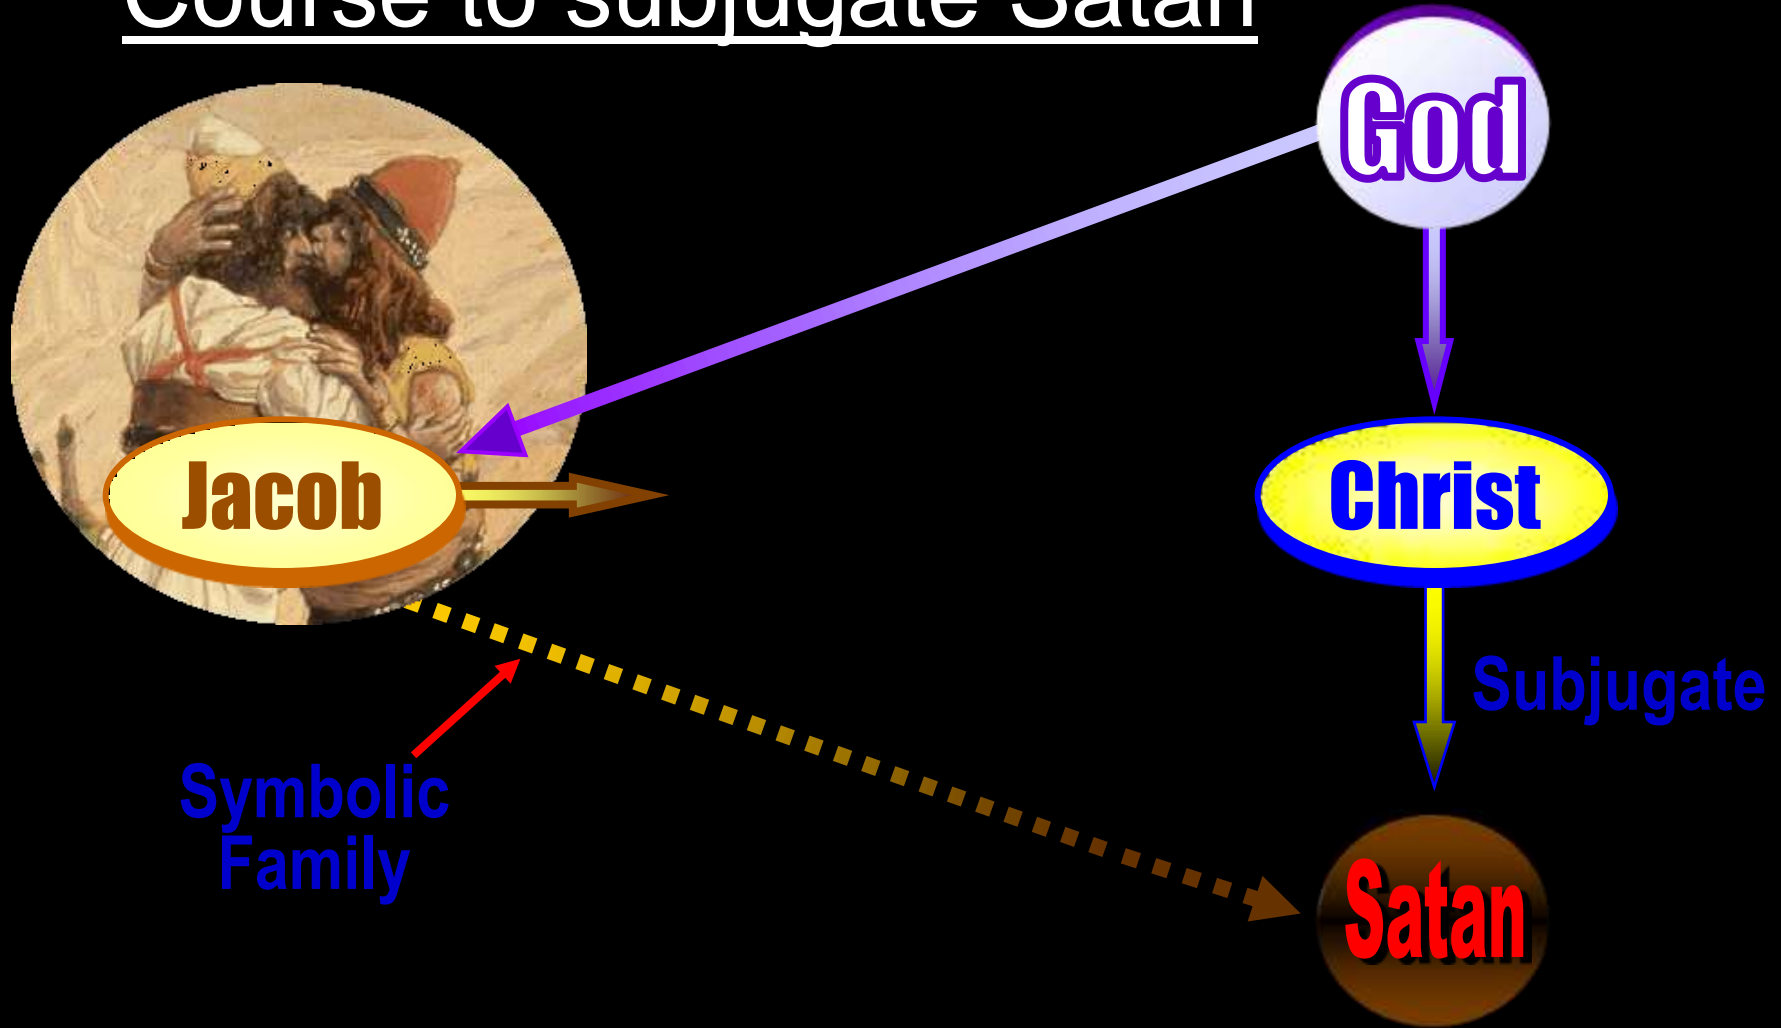 Course to subjugate Satan
God
Jacob
Christ
Subjugate
Symbolic
Family
Satan